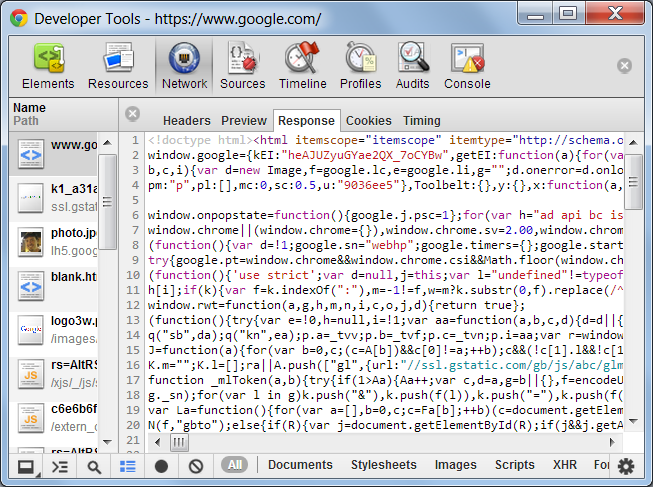 Developer Tools - https://www.google.com/
Elements Resources Network Sources Timeline Profiles Audits Console
Name
Path
Headers Preview Response Cookies Timing
www.go
k1_a31a
ssl.gstat
photo.jpg
lh5.goog
blank.ht
logo3w.p
/images/
rs=AltRS
/xjs/_/js/s
c6e6b6f
/extern_c
1 <!doctype html><html itemscope="itemscope" itemtype="http://schema.o
2 window.google={kEI:"heAJUZyuGYae2QX_7oCYBw",getEI:function(a){for(va
3 b,c,i){var d=new Image,f=google.lc,e=google.li,g="";d.onerror=d.onlo
4 pm:"p",pl:[],mc:0,sc:0.5,u:"9036ee5"},Toolbelt:{},y:{},x:function(a,
5
6 window.onpopstate=function(){google.j.psc=1};for(var h="ad api bc is
7 window.chrome||(window.chrome={}),window.chrome.sv=2.00,window.chrom
8 (function(){var d=!1;google.sn="webhp";google.timers={};google.start
9 try{google.pt=window.chrome&&window.chrome.csi&&Math.floor(window.ch
10 (function(){'use strict';var d=null,j=this;var l="undefined"!=typeof
11 h[i];if(k){var f=k.indexOf(":"),m=-1!=f,w=m?k.substr(0,f).replace(/^
12 window.rwt=function(a,g,h,m,n,i,c,o,j,d){return true};
13 (function(){try{var e=!0,h=null,i=!1;var aa=function(a,b,c,d){d=d||{
14 q("sb",da);q("kn",ea);p.a=_tvv;p.b=_tvf;p.c=_tvn;p.i=aa;var r=window
15 J=function(a){for(var b=0,c;(c=A[b])&&c[0]!=a;++b);c&&(!c[1].l&&!c[1
16 K.m="";K.l=[];ra||A.push(["gl",{url:"//ssl.gstatic.com/gb/js/abc/glm
17 function _mlToken(a,b){try{if(1>Aa){Aa++;var c,d=a,g=b||{},f=encodeU
18 g._sn);for(var l in g)k.push("&"),k.push(f(l)),k.push("="),k.push(f(
19 var La=function(){for(var a=[],b=0,c;c=Fa[b];++b)(c=document.getElem
20 N(f,"gbto");else{if(R){var j=document.getElementById(R);if(j&&j.getA
21
All Documents Stylesheets Images Scripts XHR For